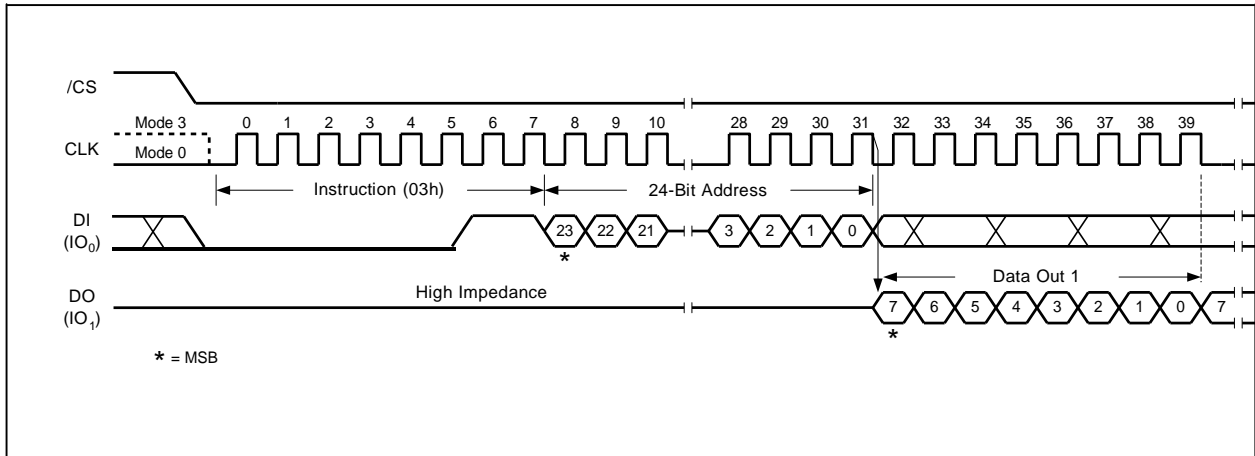 /CS
Mode 3
0 1 2 3 4 5 6 7 8 9 10 28 29 30 31 32 33 34 35 36 37 38 39
CLK
Mode 0
Instruction (03h)
24-Bit Address
DI
(IO₀)
23 22 21 3 2 1 0
*
Data Out 1
DO
(IO₁)
High Impedance
7 6 5 4 3 2 1 0 7
*
* = MSB